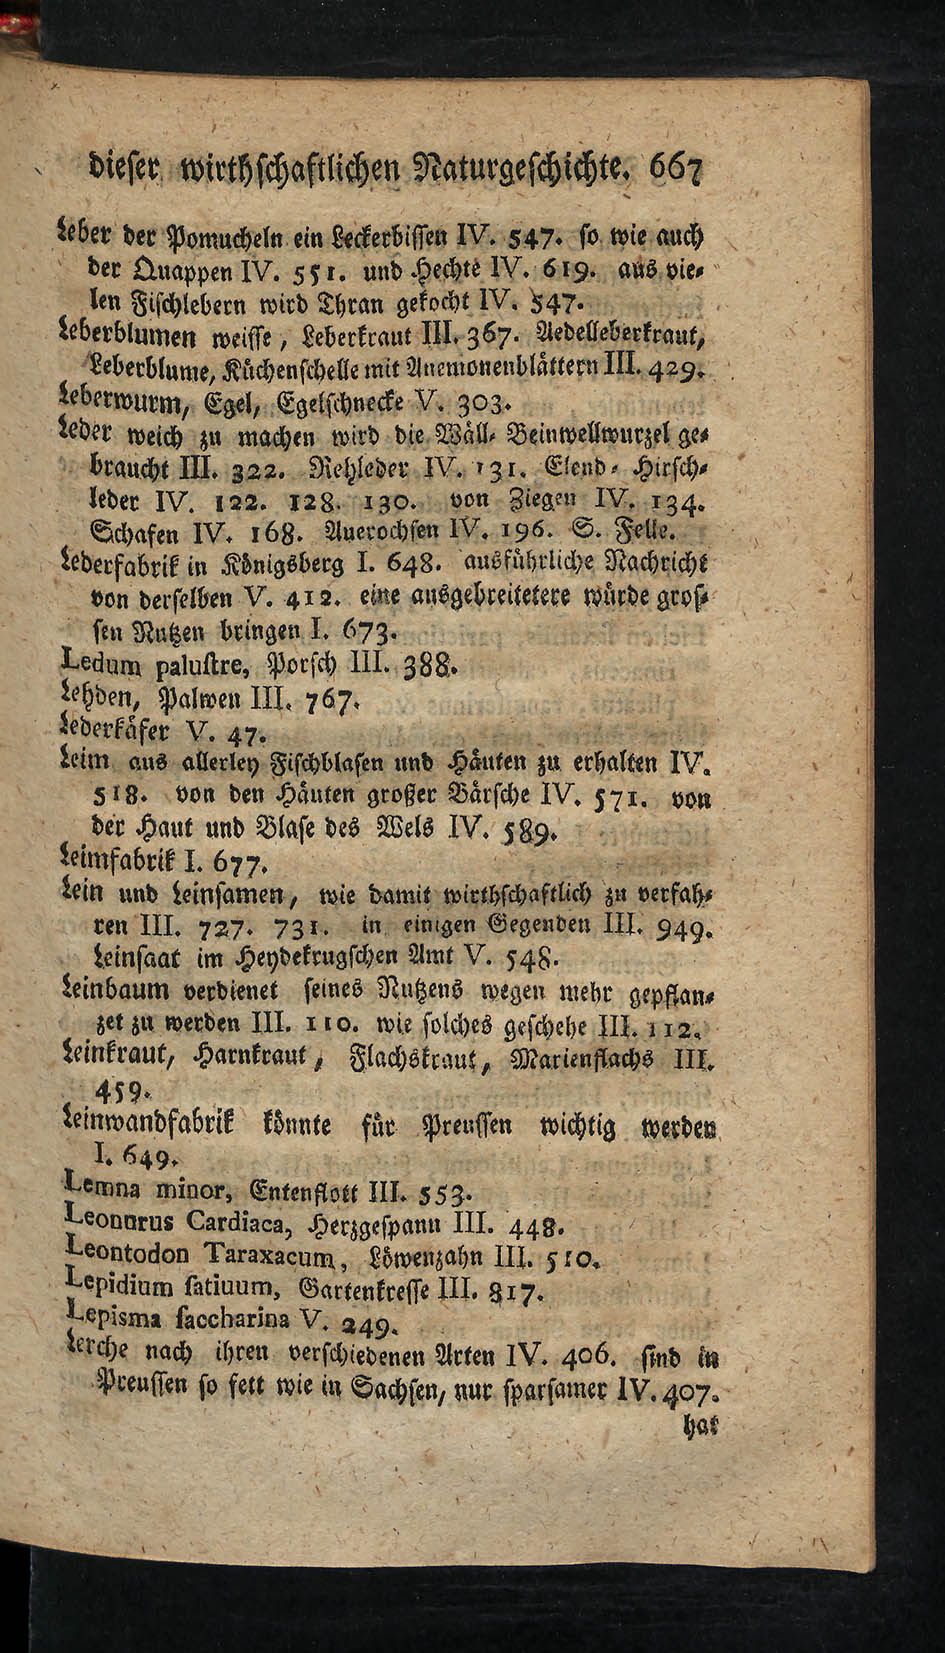 dieser wirthschaftlichen Naturgeschichte. 667
Leber der Pomucheln ein Leckerbissen IV. 547. so wie auch
der Quappen IV. 551. und Hechte IV. 619. aus vie-
len Fischlebern wird Thran gekocht IV. 547.
Leberblumen weisse, Leberkraut III. 367. Aedelleberkraut,
Leberblume, Küchenschelle mit Anemonenblättern III. 429.
Leberwurm, Egel, Egelschnecke V. 303.
Leder weich zu machen wird die Wäll- Beinwellwurzel ge-
braucht III. 322. Rehleder IV. 131. Elend- Hirsch-
leder IV. 122. 128. 130. von Ziegen IV. 134.
Schafen IV. 168. Auerochsen IV. 196. S. Felle.
Lederfabrik in Königsberg I. 648. ausführliche Nachricht
von derselben V. 412. eine ausgebreitetere würde gros-
sen Nutzen bringen I. 673.
Ledum palustre, Porsch III. 388.
Lehden, Palwen III. 767.
Lederkäfer V. 47.
Leim aus allerley Fischblasen und Häuten zu erhalten IV.
518. von den Häuten großer Bärsche IV. 571. von
der Haut und Blase des Wels IV. 589.
Leimfabrik I. 677.
Lein und Leinsamen, wie damit wirthschaftlich zu verfah-
ren III. 727. 731. in einigen Gegenden III. 949.
Leinsaat im Heydekrugschen Amt V. 548.
Leinbaum verdienet seines Nutzens wegen mehr gepflan-
zet zu werden III. 110. wie solches geschehe III. 112.
Leinkraut, Harnkraut, Flachskraut, Marienflachs III.
459.
Leinwandfabrik könnte für Preussen wichtig werden
I. 649.
Lemna minor, Entenflott III. 553.
Leonurus Cardiaca, Herzgespann III. 448.
Leontodon Taraxacum, Löwenzahn III. 510.
Lepidium sativum, Gartenkresse III. 817.
Lepisma saccharina V. 249.
Lerche nach ihren verschiedenen Arten IV. 406. sind in
Preussen so fett wie in Sachsen, nur sparsamer IV. 407.
hat